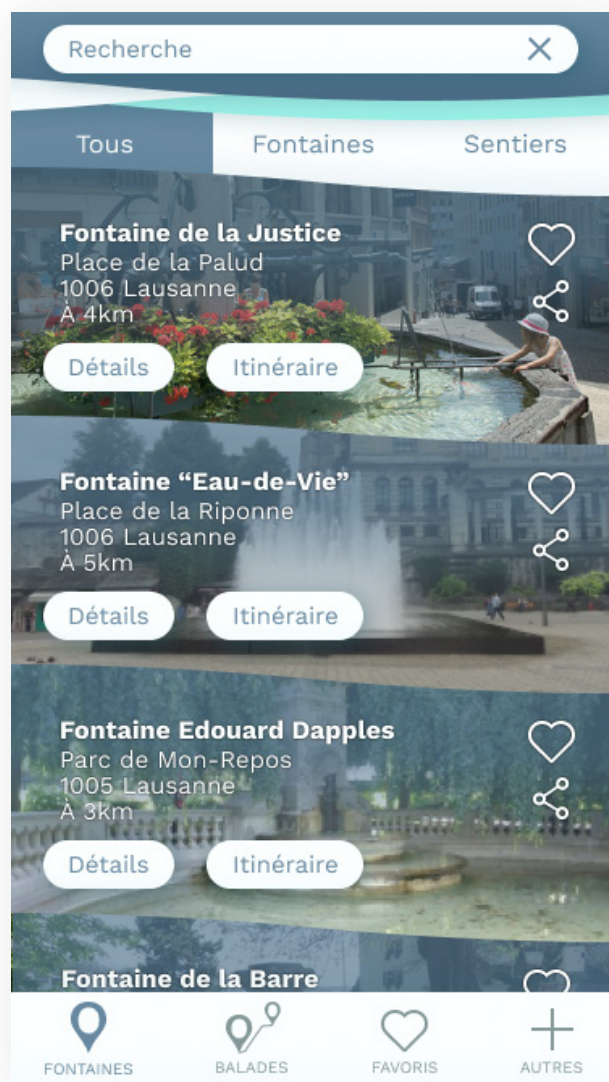 Recherche
Tous Fontaines Sentiers
Fontaine de la Justice
Place de la Palud
1006 Lausanne
À 4km
Détails Itinéraire
Fontaine “Eau-de-Vie”
Place de la Riponne
1006 Lausanne
À 5km
Détails Itinéraire
Fontaine Edouard Dapples
Parc de Mon-Repos
1005 Lausanne
À 3km
Détails Itinéraire
Fontaine de la Barre
FONTAINES BALADES FAVORIS AUTRES